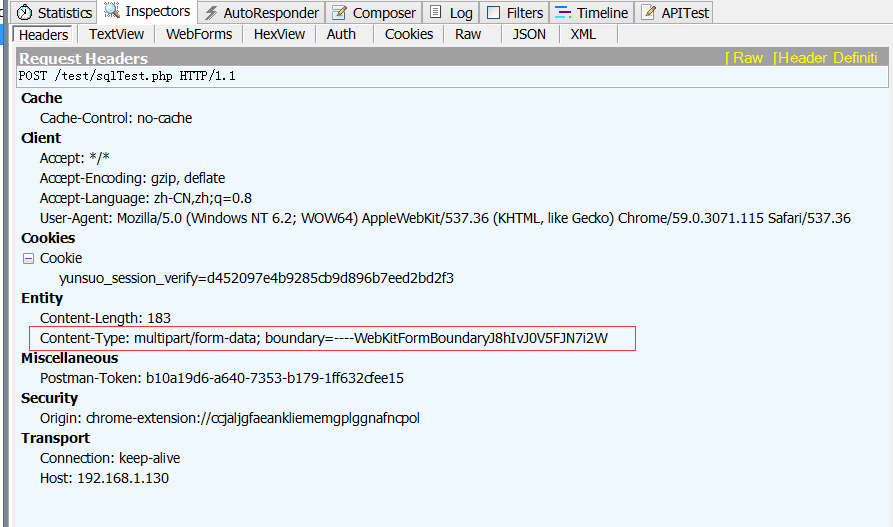 Statistics Inspectors AutoResponder Composer Log Filters Timeline APITest
Headers TextView WebForms HexView Auth Cookies Raw JSON XML
Request Headers [ Raw [Header Definiti
POST /test/sqlTest.php HTTP/1.1
Cache
Cache-Control: no-cache
Client
Accept: */*
Accept-Encoding: gzip, deflate
Accept-Language: zh-CN,zh;q=0.8
User-Agent: Mozilla/5.0 (Windows NT 6.2; WOW64) AppleWebKit/537.36 (KHTML, like Gecko) Chrome/59.0.3071.115 Safari/537.36
Cookies
Cookie
yunsuo_session_verify=d452097e4b9285cb9d896b7eed2bd2f3
Entity
Content-Length: 183
Content-Type: multipart/form-data; boundary=----WebKitFormBoundaryJ8hIvJ0V5FJN7i2W
Miscellaneous
Postman-Token: b10a19d6-a640-7353-b179-1ff632cfee15
Security
Origin: chrome-extension://ccjaljgfaeankliememgplggnafncpol
Transport
Connection: keep-alive
Host: 192.168.1.130